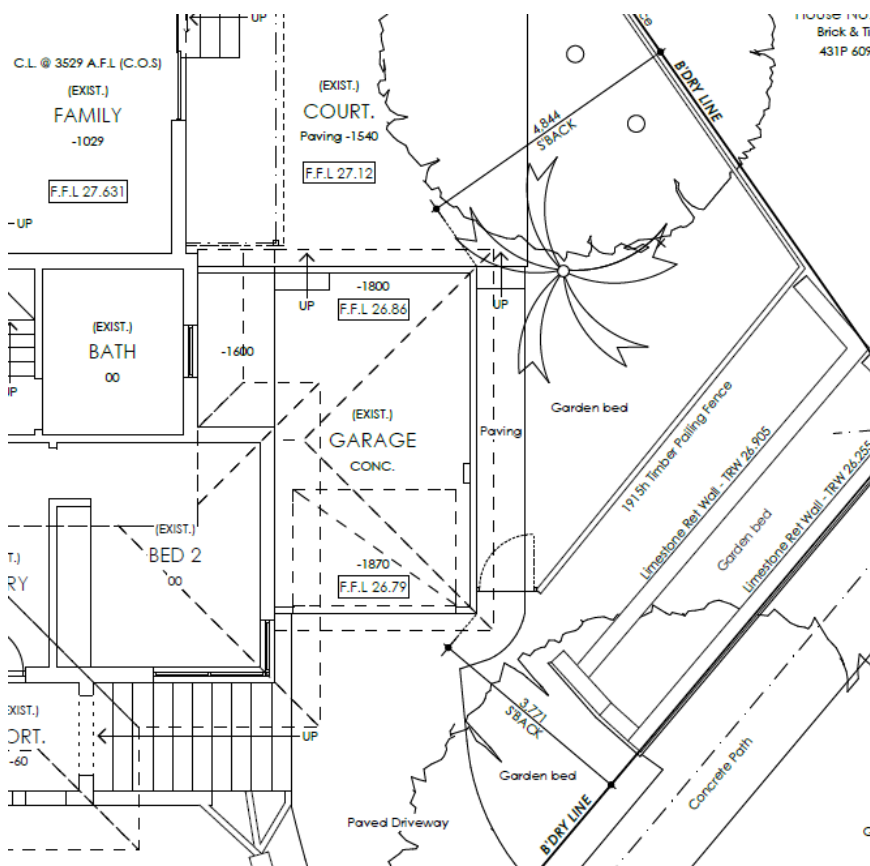 UP
C.L. @ 3529 A.F.L (C.O.S)
(EXIST.)
FAMILY
-1029
F.F.L 27.631
UP
(EXIST.)
COURT.
Paving -1540
F.F.L 27.12
4,844
S'BACK
B'DRY LINE
House No.
Brick & Ti
431P 609
UP
-1800
F.F.L 26.86
UP
(EXIST.)
BATH
00
-1600
UP
(EXIST.)
GARAGE
CONC.
Paving
Garden bed
1915h Timber Paling Fence
Limestone Ret Wall - TRW 26.905
Garden bed
Limestone Ret Wall - TRW 26.255
(EXIST.)
BED 2
00
-1870
F.F.L 26.79
T.)
RY
XIST.)
ORT.
-60
UP
3,771
S'BACK
Garden bed
B'DRY LINE
Concrete Path
Paved Driveway